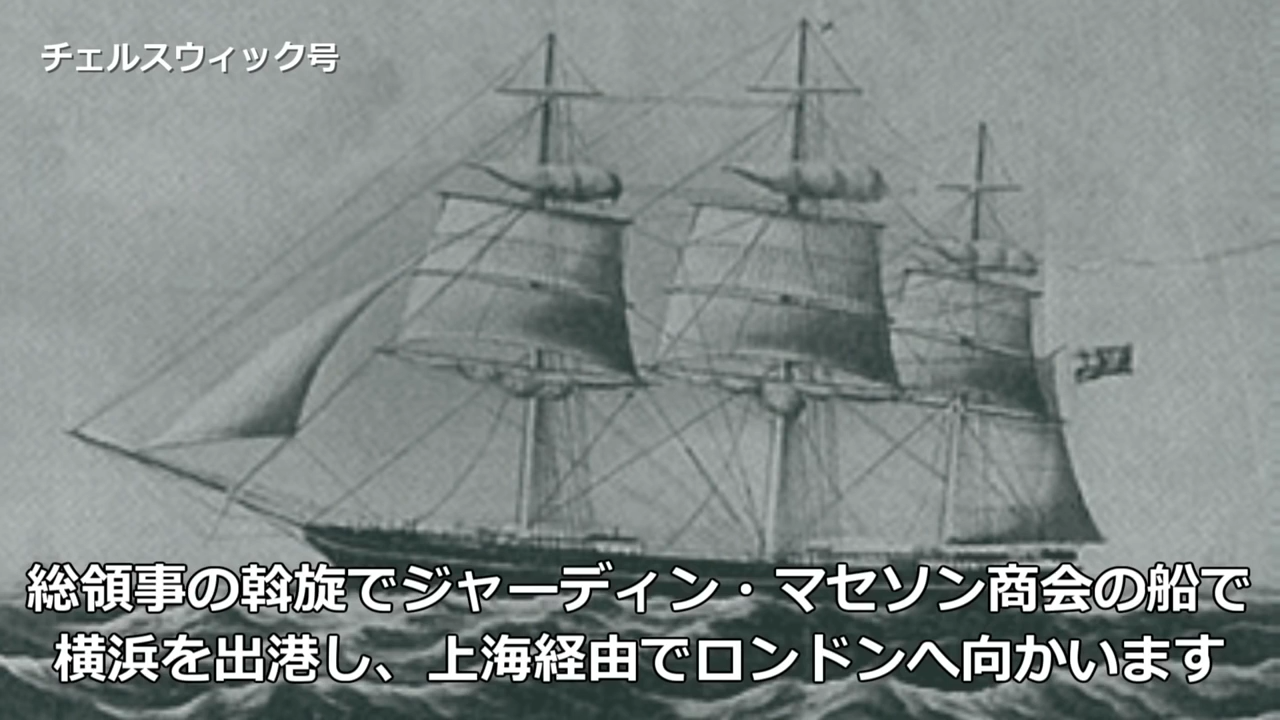 チェルスウィック号
総領事の斡旋でジャーディン・マセソン商会の船で
横浜を出港し、上海経由でロンドンへ向かいます